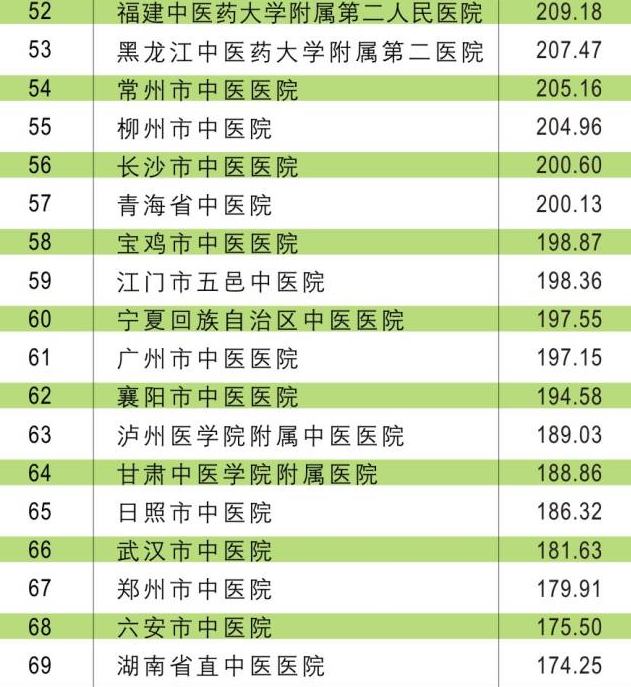 52 福建中医药大学附属第二人民医院 209.18
53 黑龙江中医药大学附属第二医院 207.47
54 常州市中医医院 205.16
55 柳州市中医院 204.96
56 长沙市中医医院 200.60
57 青海省中医院 200.13
58 宝鸡市中医医院 198.87
59 江门市五邑中医院 198.36
60 宁夏回族自治区中医医院 197.55
61 广州市中医医院 197.15
62 襄阳市中医医院 194.58
63 泸州医学院附属中医医院 189.03
64 甘肃中医学院附属医院 188.86
65 日照市中医院 186.32
66 武汉市中医院 181.63
67 郑州市中医院 179.91
68 六安市中医院 175.50
69 湖南省直中医医院 174.25